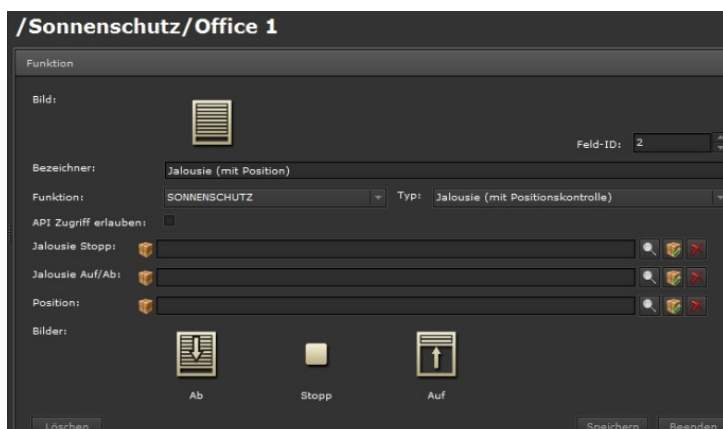 /Sonnenschutz/Office 1
Funktion
Bild:
Feld-ID: 2
Bezeichner: Jalousie (mit Position)
Funktion: SONNENSCHUTZ Typ: Jalousie (mit Positionskontrolle)
API Zugriff erlauben:
Jalousie Stopp:
Jalousie Auf/Ab:
Position:
Bilder:
Ab Stopp Auf
Löschen Speichern Beenden